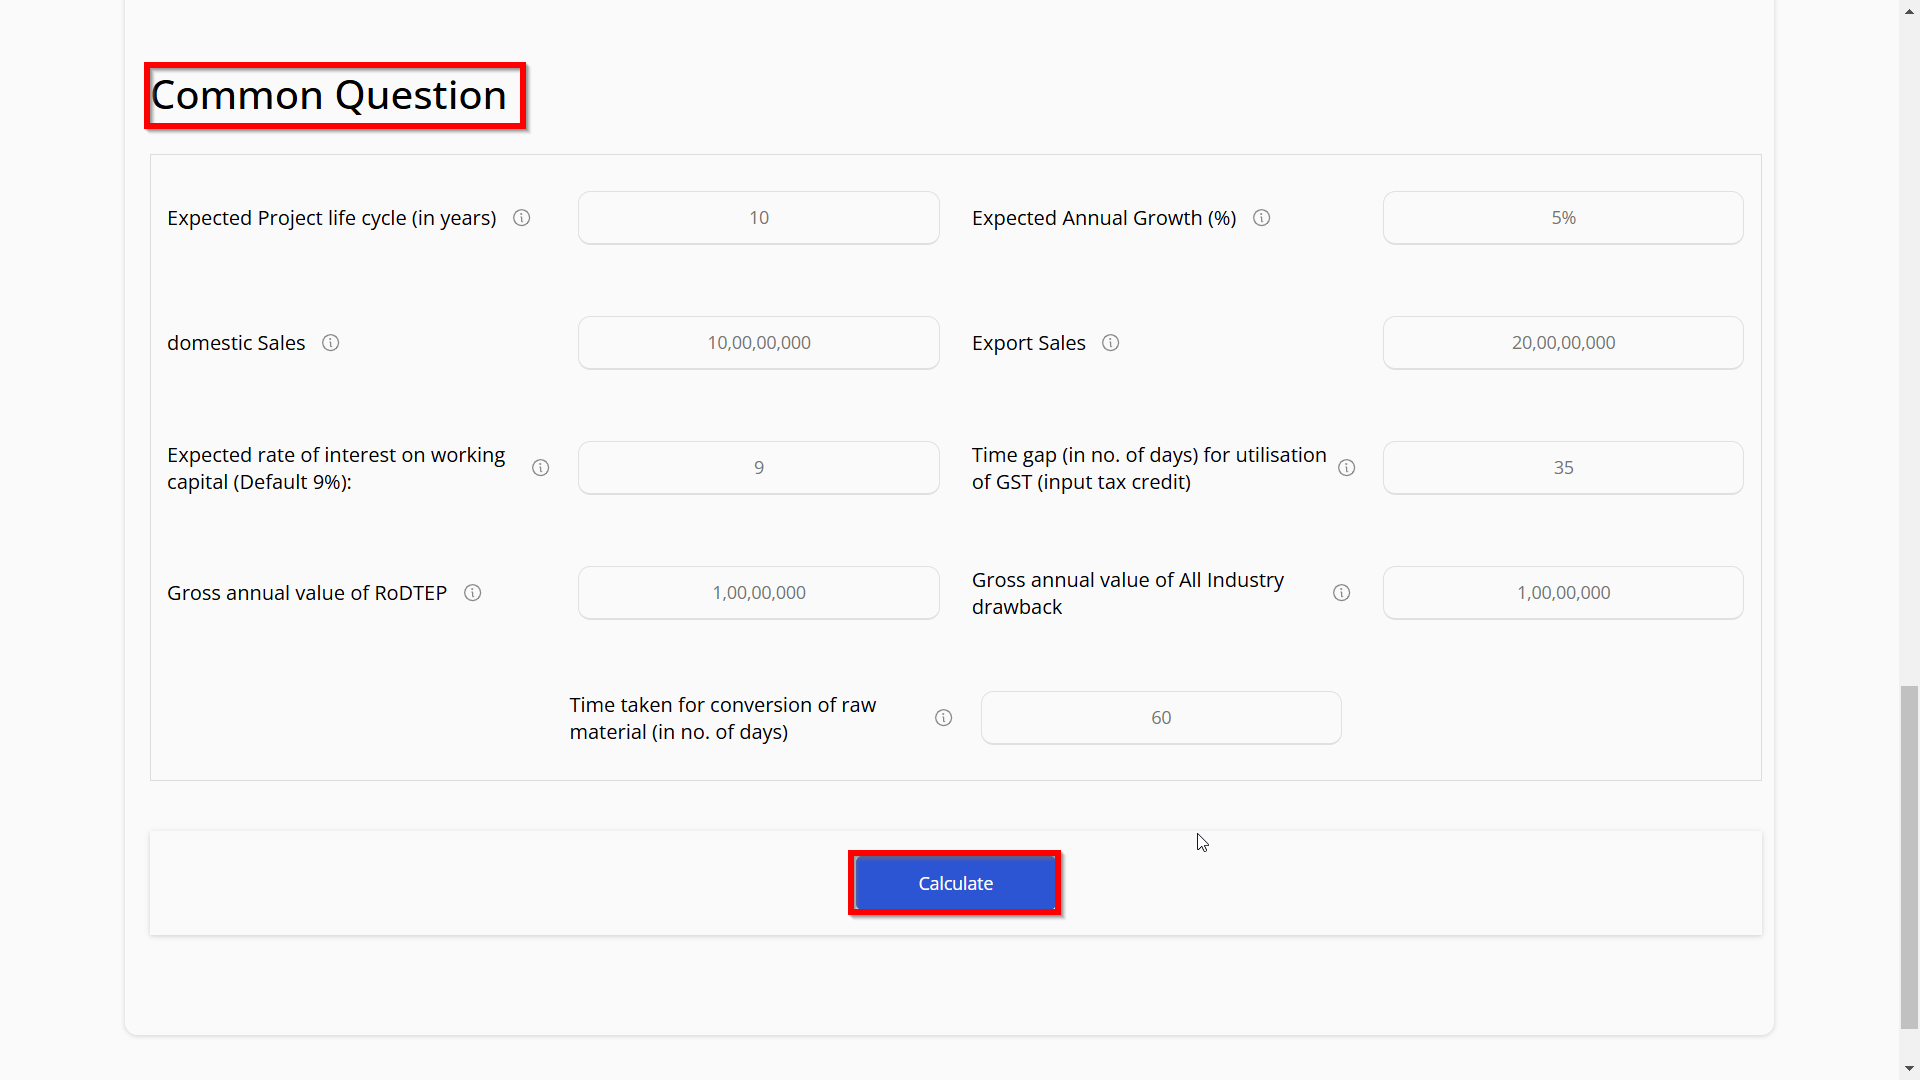 Common Question
Expected Project life cycle (in years)
10
Expected Annual Growth (%)
5%
domestic Sales
10,00,00,000
Export Sales
20,00,00,000
Expected rate of interest on working
capital (Default 9%):
9
Time gap (in no. of days) for utilisation
of GST (input tax credit)
35
Gross annual value of RoDTEP
1,00,00,000
Gross annual value of All Industry
drawback
1,00,00,000
Time taken for conversion of raw
material (in no. of days)
60
Calculate